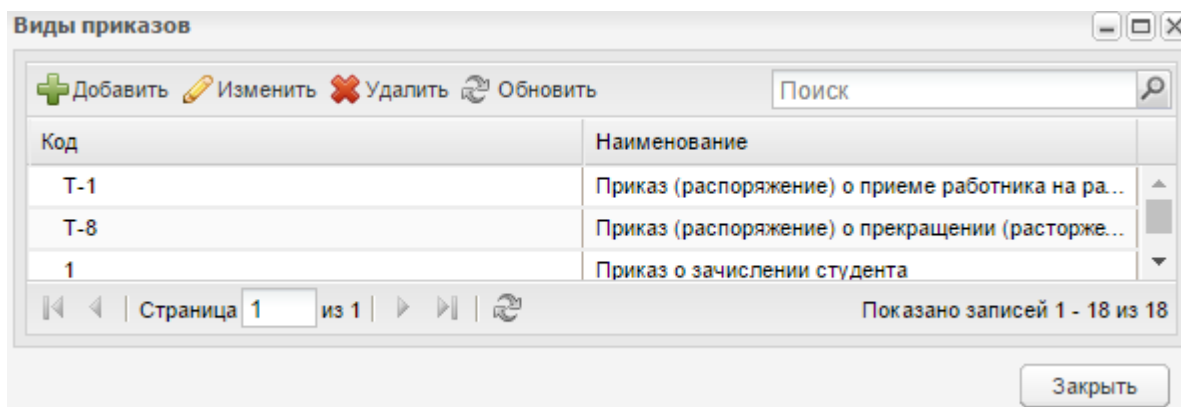 Виды приказов
Добавить Изменить Удалить Обновить Поиск
Код Наименование
Т-1 Приказ (распоряжение) о приеме работника на ра...
Т-8 Приказ (распоряжение) о прекращении (расторже...
1 Приказ о зачислении студента
Страница 1 из 1 Показано записей 1 - 18 из 18
Закрыть